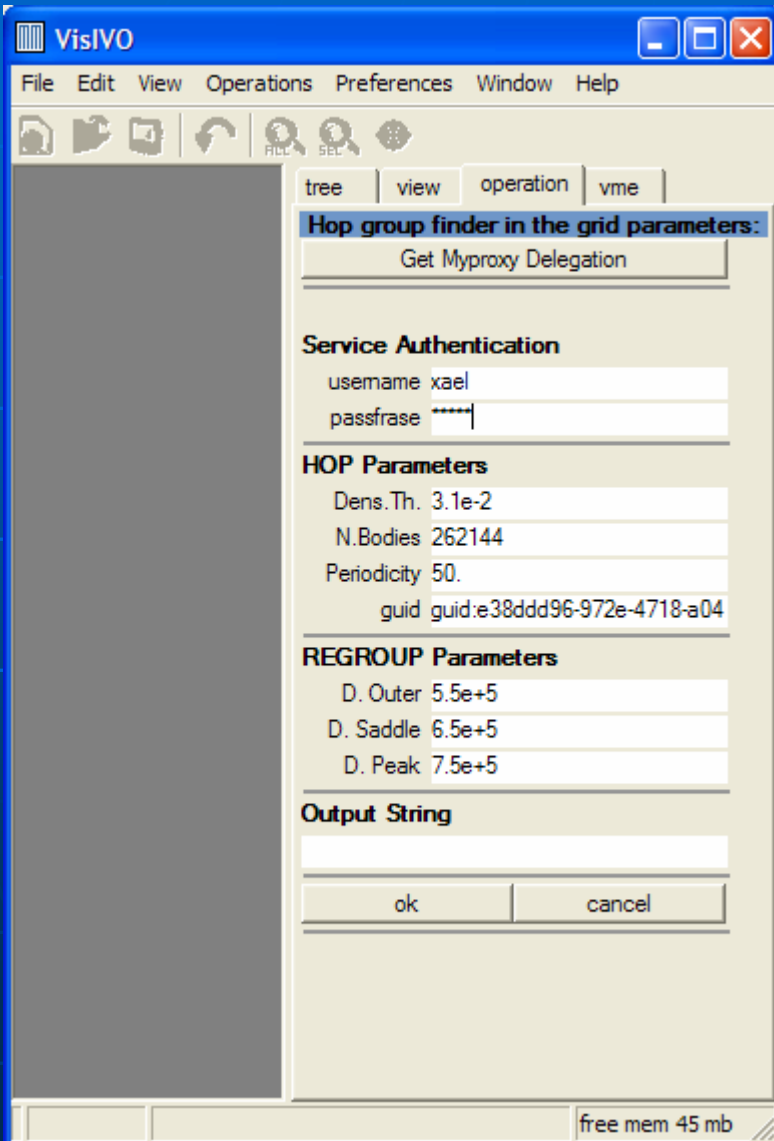 VisIVO
File Edit View Operations Preferences Window Help
ALL SEL
tree view operation vme
Hop group finder in the grid parameters:
Get Myproxy Delegation
Service Authentication
username xael
passfrase *****
HOP Parameters
Dens.Th. 3.1e-2
N.Bodies 262144
Periodicity 50.
guid guid:e38ddd96-972e-4718-a04
REGROUP Parameters
D. Outer 5.5e+5
D. Saddle 6.5e+5
D. Peak 7.5e+5
Output String
ok cancel
free mem 45 mb